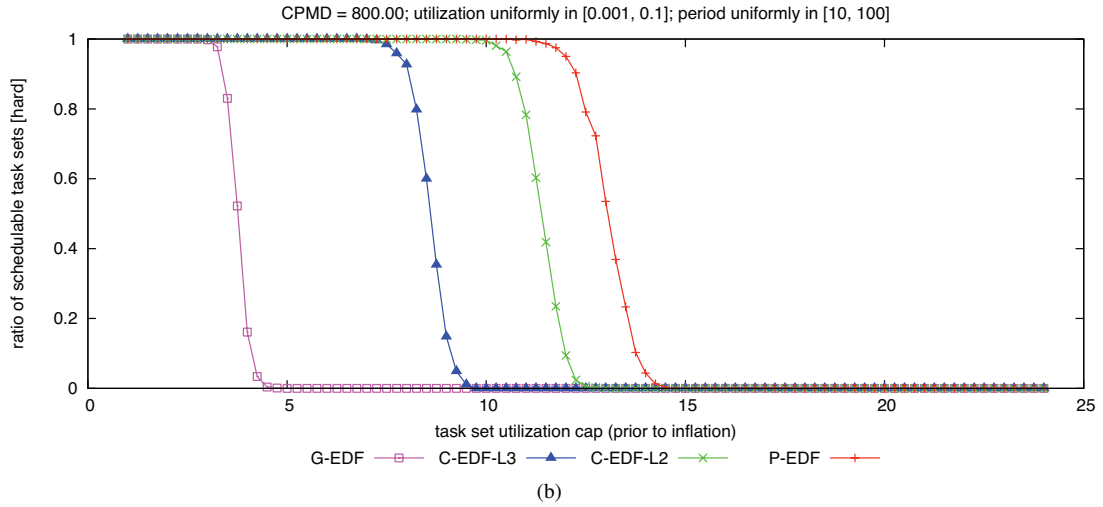 CPMD = 800.00; utilization uniformly in [0.001, 0.1]; period uniformly in [10, 100]
ratio of schedulable task sets [hard]
1
0.8
0.6
0.4
0.2
0
0 5 10 15 20 25
task set utilization cap (prior to inflation)
G-EDF C-EDF-L3 C-EDF-L2 P-EDF
(b)